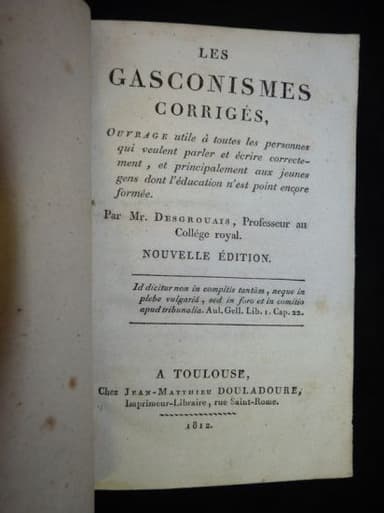 LES
GASCONISMES
CORRIGÉS,
OUVRAGE utile à toutes les personnes
qui veulent parler et écrire correcte-
ment, et principalement aux jeunes
gens dont l'éducation n'est point encore
formée.
Par Mr. DESGROUAIS, Professeur au
Collége royal.
NOUVELLE ÉDITION.
Id dicitur non in compitis tantùm, neque in
plebe vulgariâ, sed in foro et in comitio
apud tribunalia. Aul. Gell. Lib. 1. Cap. 22.
A TOULOUSE,
Chez JEAN-MATTHIEU DOULADOURE,
Imprimeur-Libraire, rue Saint-Rome.
1812.